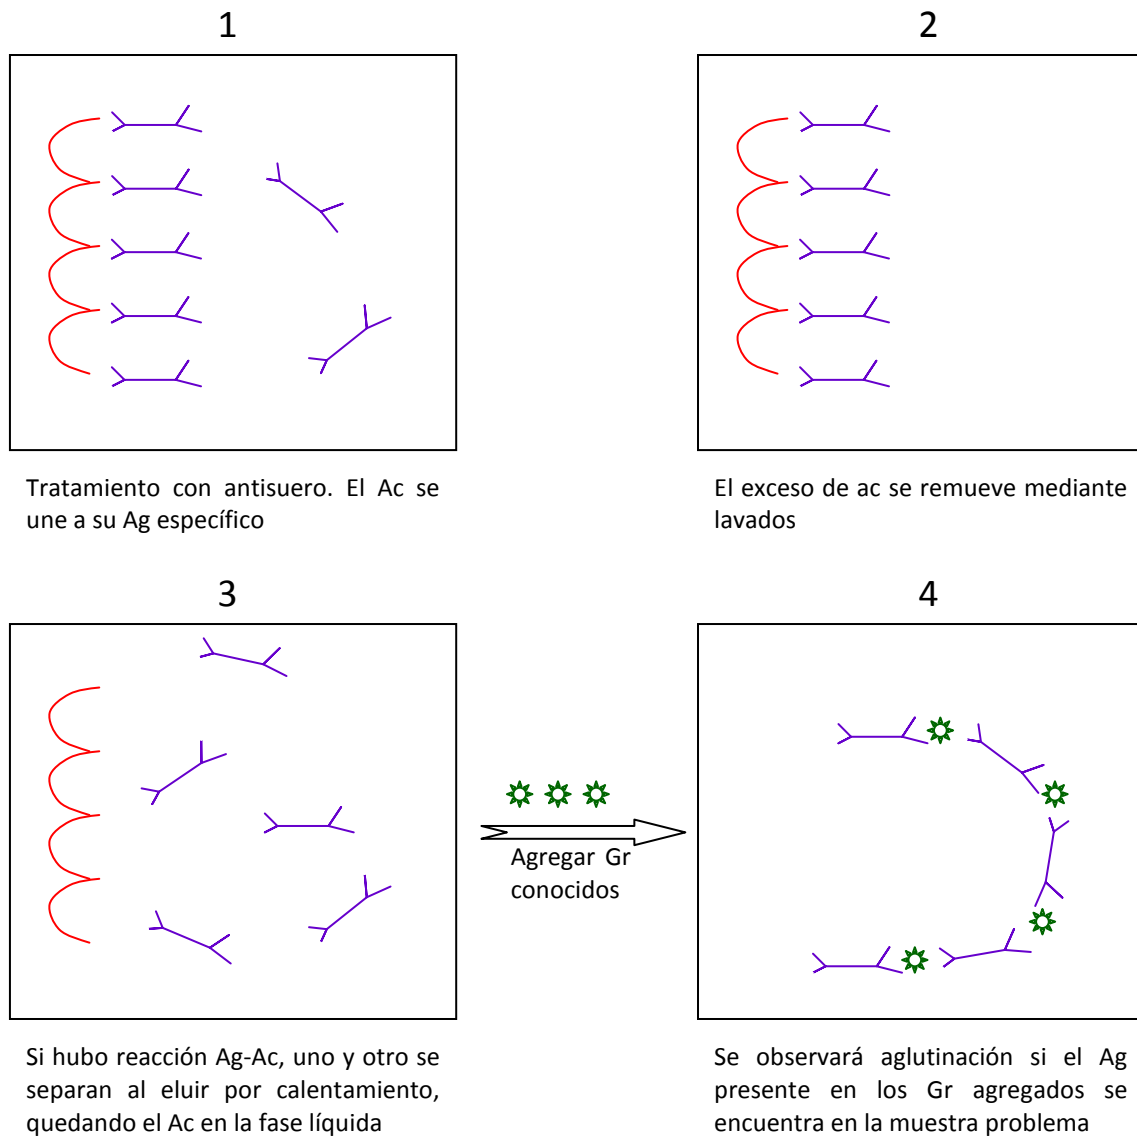 1
2
Tratamiento con antisuero. El Ac se
une a su Ag específico
El exceso de ac se remueve mediante
lavados
3
4
Agregar Gr
conocidos
Si hubo reacción Ag-Ac, uno y otro se
separan al eluir por calentamiento,
quedando el Ac en la fase líquida
Se observará aglutinación si el Ag
presente en los Gr agregados se
encuentra en la muestra problema